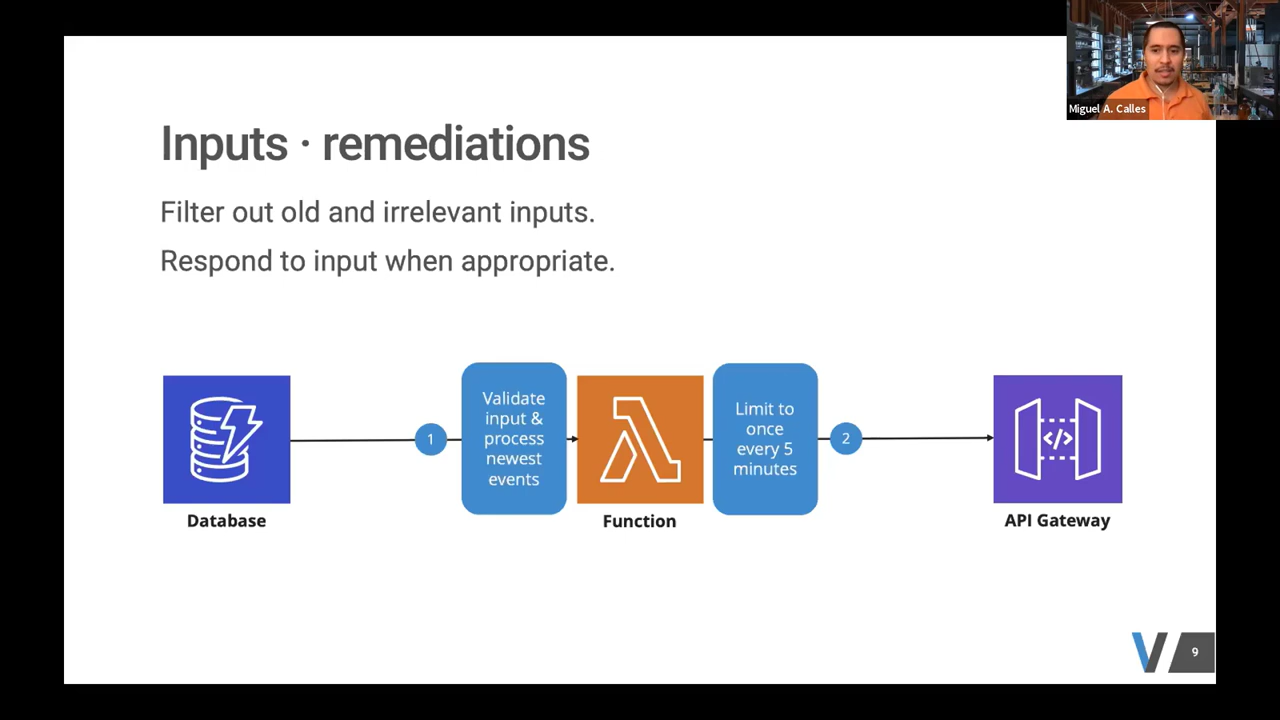 Miguel A. Calles
Inputs · remediations
Filter out old and irrelevant inputs.
Respond to input when appropriate.
1
Validate
input &
process
newest
events
Limit to
once
every 5
minutes
2
</>
Database
Function
API Gateway
V
9